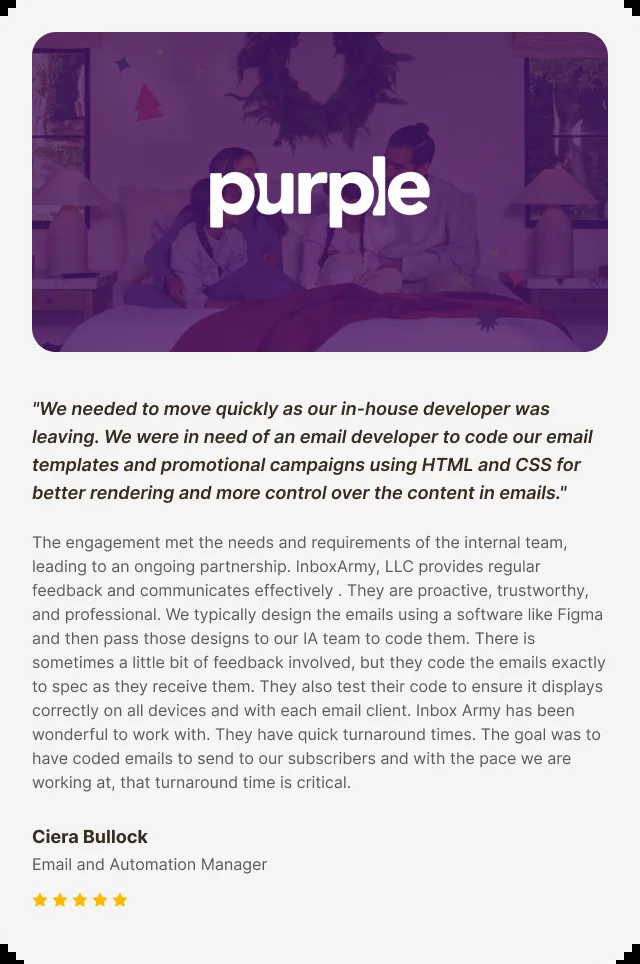 purple
"We needed to move quickly as our in-house developer was
leaving. We were in need of an email developer to code our email
templates and promotional campaigns using HTML and CSS for
better rendering and more control over the content in emails."
The engagement met the needs and requirements of the internal team,
leading to an ongoing partnership. InboxArmy, LLC provides regular
feedback and communicates effectively . They are proactive, trustworthy,
and professional. We typically design the emails using a software like Figma
and then pass those designs to our IA team to code them. There is
sometimes a little bit of feedback involved, but they code the emails exactly
to spec as they receive them. They also test their code to ensure it displays
correctly on all devices and with each email client. Inbox Army has been
wonderful to work with. They have quick turnaround times. The goal was to
have coded emails to send to our subscribers and with the pace we are
working at, that turnaround time is critical.
Ciera Bullock
Email and Automation Manager